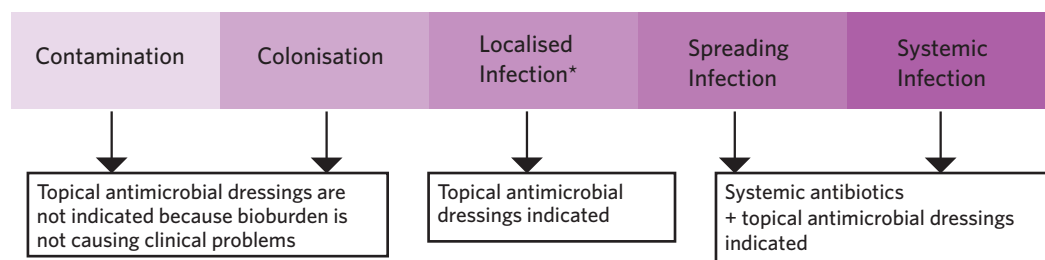 Contamination
Colonisation
Localised
Infection*
Spreading
Infection
Systemic
Infection
Topical antimicrobial dressings are
not indicated because bioburden is
not causing clinical problems
Topical antimicrobial
dressings indicated
Systemic antibiotics
+ topical antimicrobial dressings
indicated